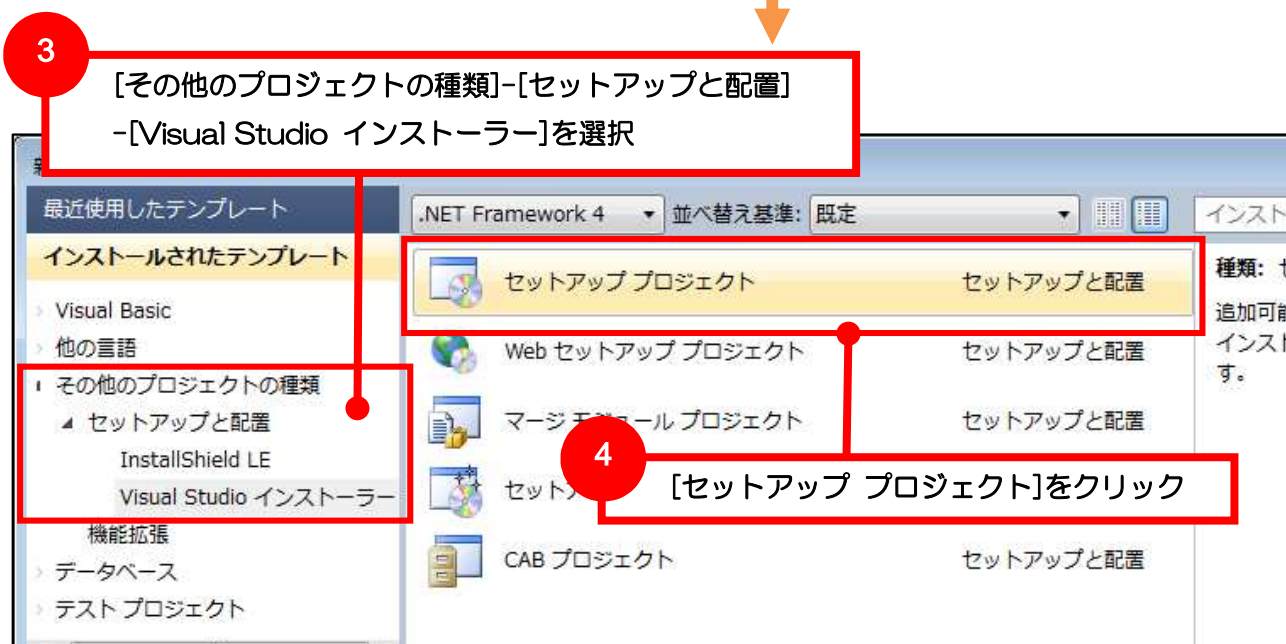 3
[その他のプロジェクトの種類]-[セットアップと配置]
-[Visual Studio インストーラー]を選択
最近使用したテンプレート
.NET Framework 4
並べ替え基準: 既定
インスト
インストールされたテンプレート
セットアップ プロジェクト セットアップと配置
種類:
Visual Basic
追加可能
他の言語
Web セットアップ プロジェクト セットアップと配置
インスト
す。
その他のプロジェクトの種類
セットアップと配置
マージ モジュール プロジェクト セットアップと配置
InstallShield LE
4
[セットアップ プロジェクト]をクリック
Visual Studio インストーラー
セット
機能拡張
CAB プロジェクト セットアップと配置
データベース
テスト プロジェクト